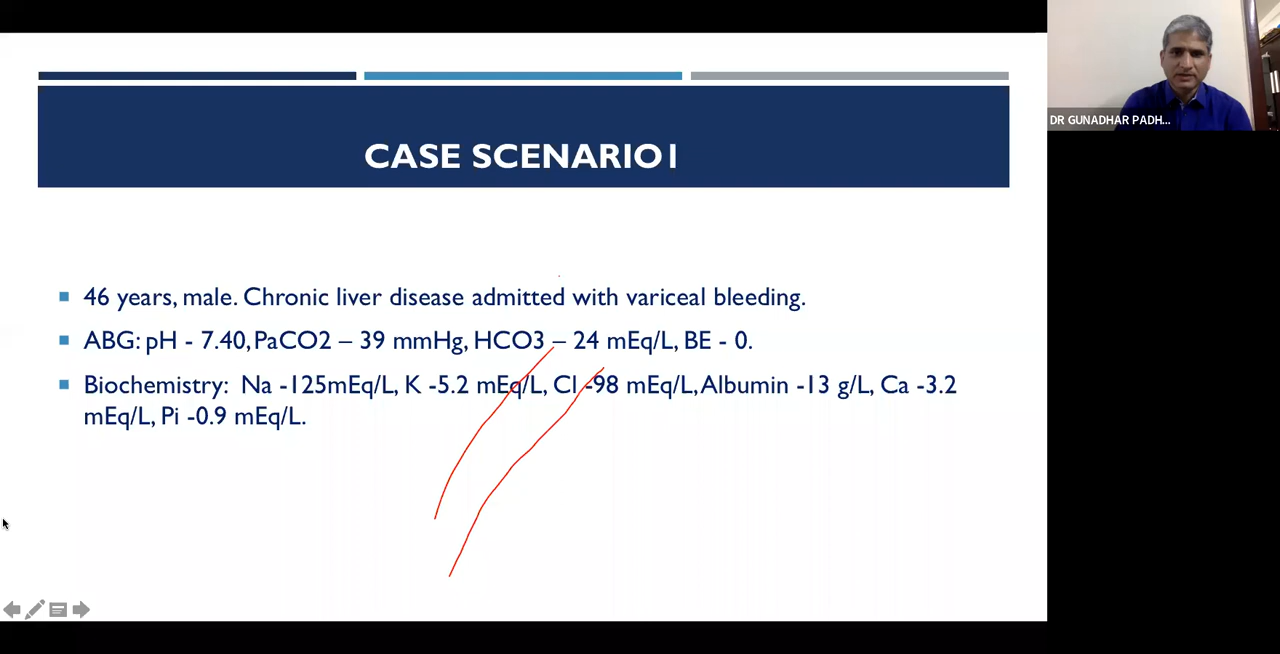 CASE SCENARIO1
46 years, male. Chronic liver disease admitted with variceal bleeding.
ABG: pH - 7.40, PaCO2 – 39 mmHg, HCO3 – 24 mEq/L, BE - 0.
Biochemistry: Na -125mEq/L, K -5.2 mEq/L, Cl -98 mEq/L, Albumin -13 g/L, Ca -3.2
mEq/L, Pi -0.9 mEq/L.
DR GUNADHAR PADH...